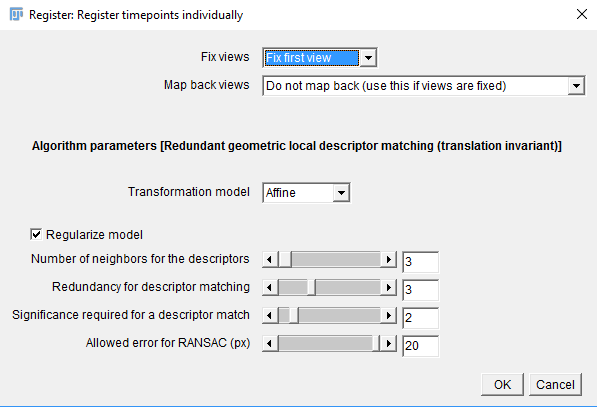 Register: Register timepoints individually
Fix views Fix first view
Map back views Do not map back (use this if views are fixed)
Algorithm parameters [Redundant geometric local descriptor matching (translation invariant)]
Transformation model Affine
Regularize model
Number of neighbors for the descriptors 3
Redundancy for descriptor matching 3
Significance required for a descriptor match 2
Allowed error for RANSAC (px) 20
OK Cancel